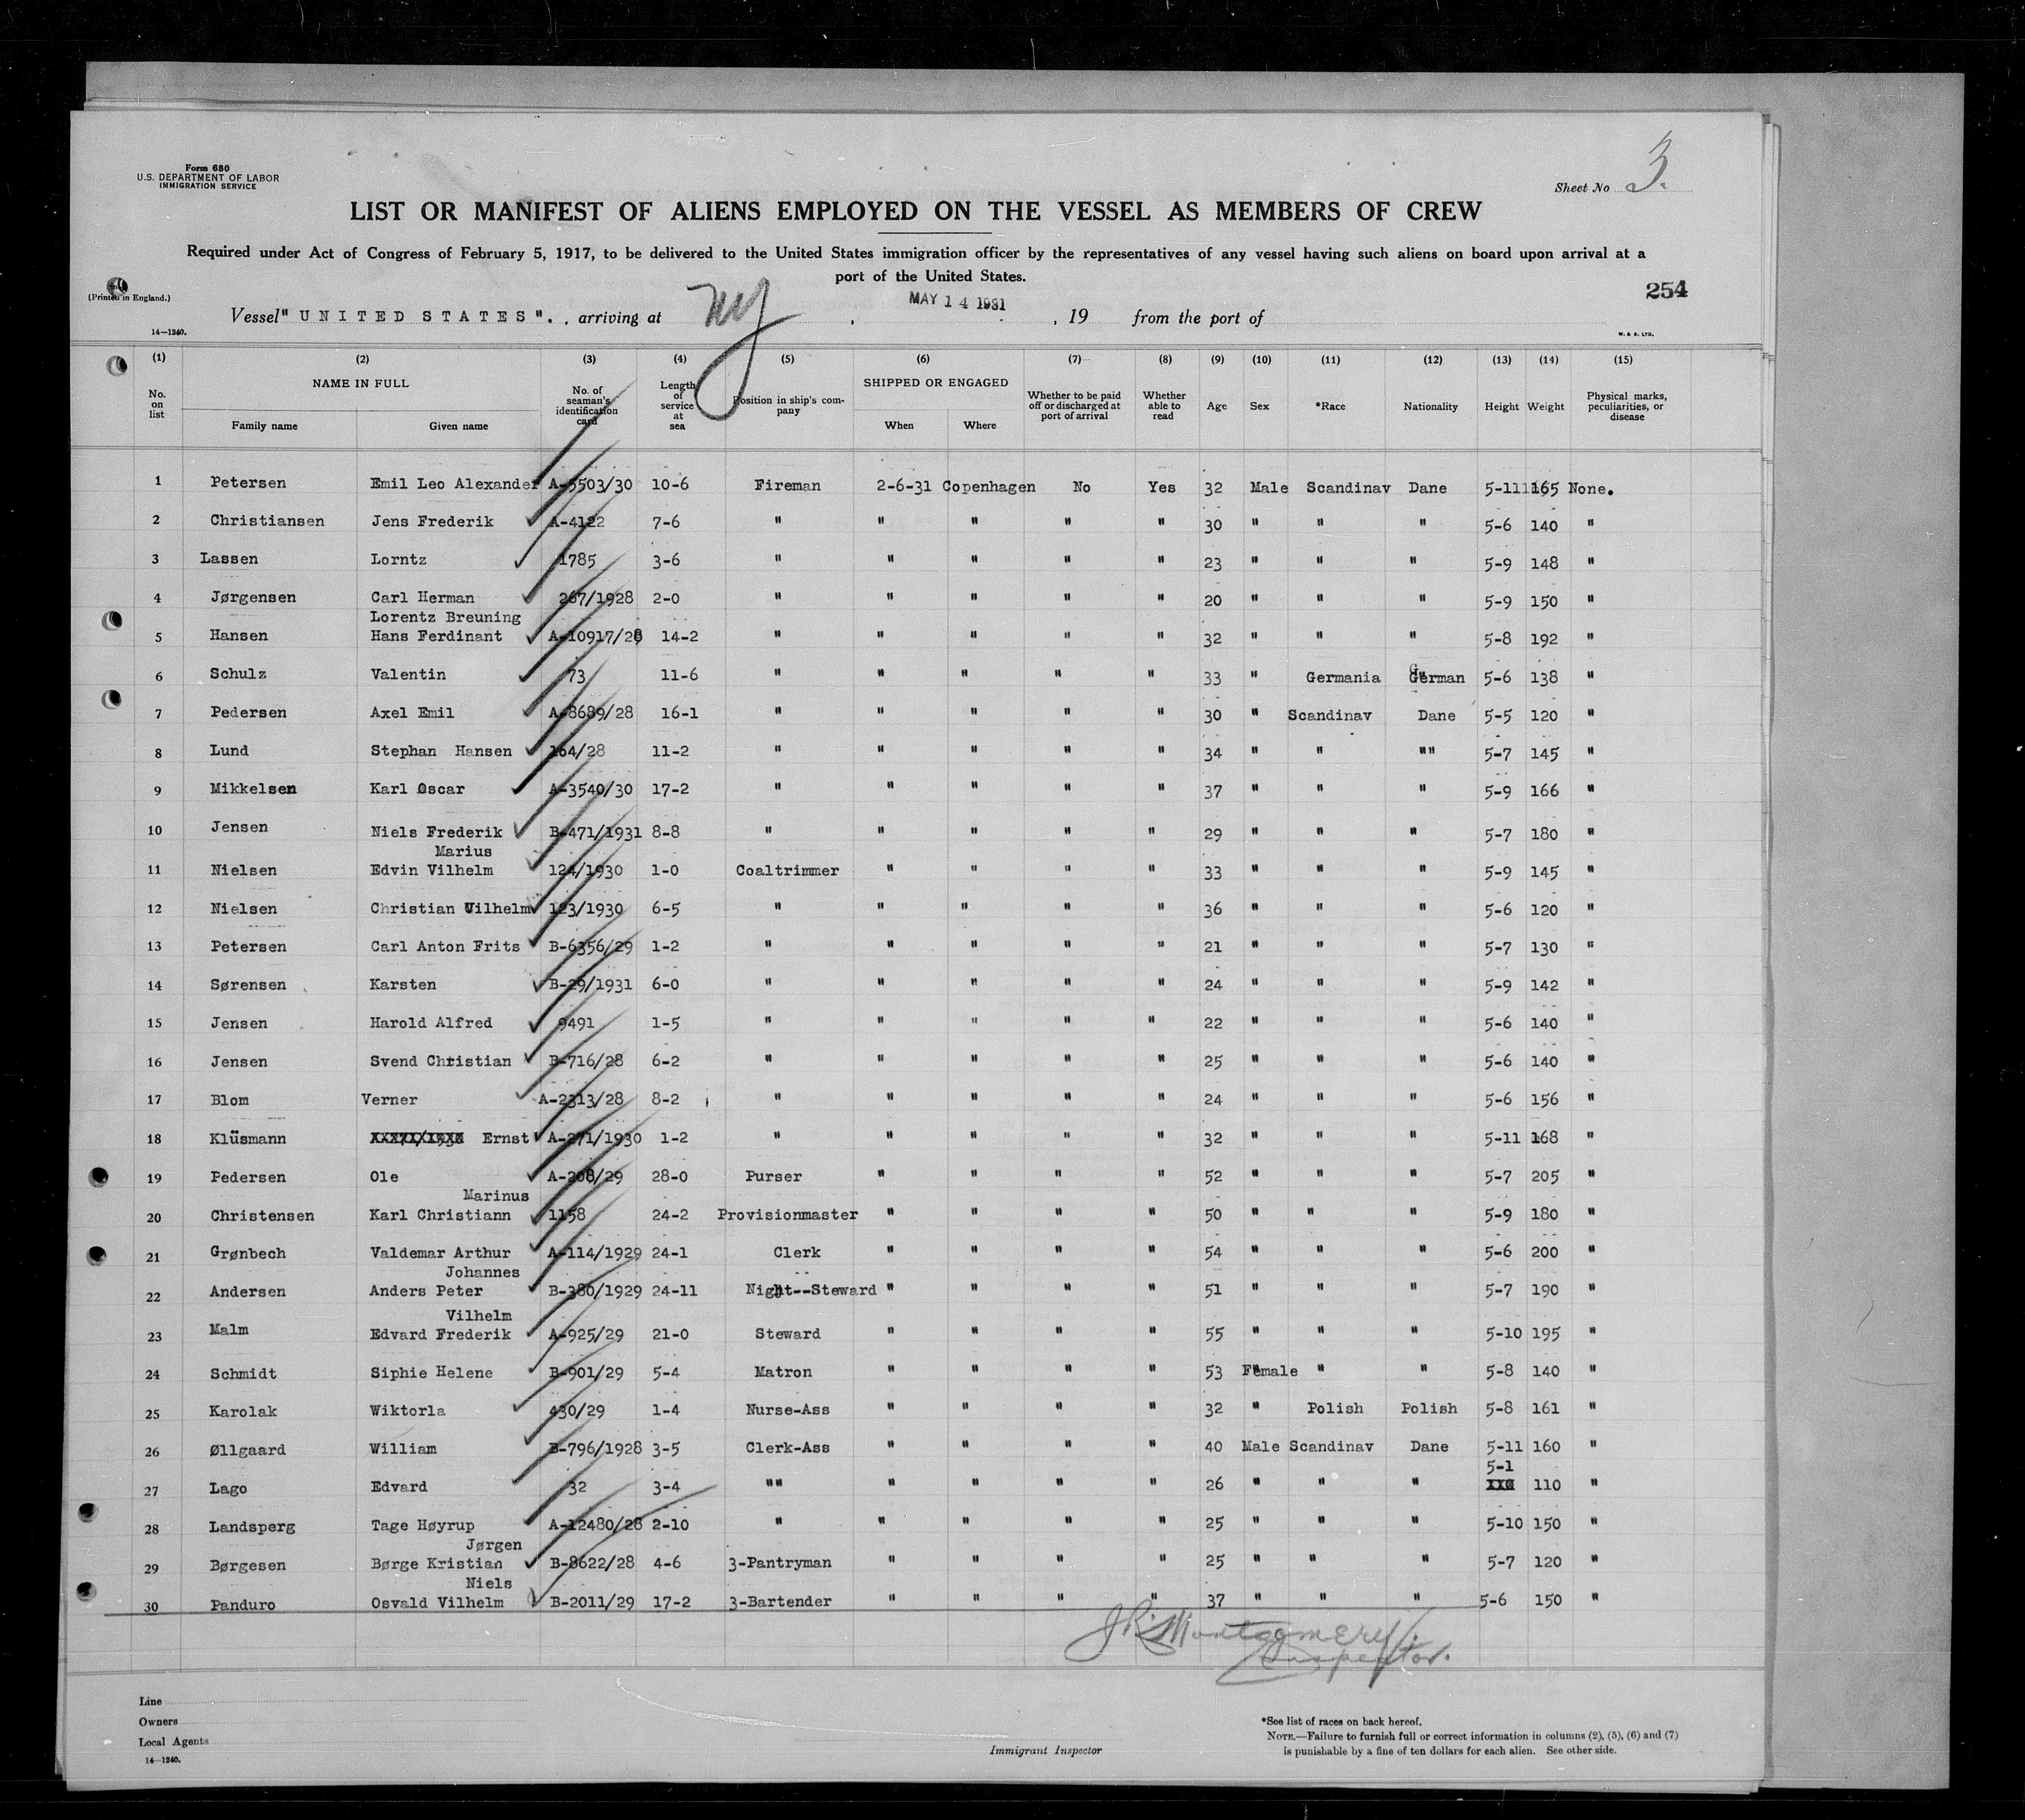 Form 680
U.S. DEPARTMENT OF LABOR
IMMIGRATION SERVICE
Sheet No 3.
LIST OR MANIFEST OF ALIENS EMPLOYED ON THE VESSEL AS MEMBERS OF CREW
Required under Act of Congress of February 5, 1917, to be delivered to the United States immigration officer by the representatives of any vessel having such aliens on board upon arrival at a
port of the United States.
254
(Printed in England.)
Vessel "UNITED STATES"., arriving at NY, MAY 14 1931, 19 from the port of
14—1240.
W. & S. LTD.
(1) (2) (3) (4) (5) (6) (7) (8) (9) (10) (11) (12) (13) (14) (15)
No. on list NAME IN FULL Family name Given name No. of seaman's identification card Length of service at sea Position in ship's company SHIPPED OR ENGAGED When Where Whether to be paid off or discharged at port of arrival Whether able to read Age Sex *Race Nationality Height Weight Physical marks, peculiarities, or disease
1 Petersen Emil Leo Alexander A-5503/30 10-6 Fireman 2-6-31 Copenhagen No Yes 32 Male Scandinav Dane 5-11 165 None.
2 Christiansen Jens Frederik A-4122 7-6 " " " " " 30 " " " 5-6 140 "
3 Lassen Lorntz 1785 3-6 " " " " " 23 " " " 5-9 148 "
4 Jørgensen Carl Herman 267/1928 2-0 " " " " " 20 " " " 5-9 150 "
Lorentz Breuning
5 Hansen Hans Ferdinant A-10917/28 14-2 " " " " " 32 " " " 5-8 192 "
6 Schulz Valentin 73 11-6 " " " " " 33 " Germania German 5-6 138 "
7 Pedersen Axel Emil A-8689/28 16-1 " " " " " 30 " Scandinav Dane 5-5 120 "
8 Lund Stephan Hansen 164/28 11-2 " " " " " 34 " " "" 5-7 145 "
9 Mikkelsen Karl Oscar A-3540/30 17-2 " " " " " 37 " " " 5-9 166 "
10 Jensen Niels Frederik B-471/1931 8-8 " " " " " 29 " " " 5-7 180 "
Marius
11 Nielsen Edvin Vilhelm 124/1930 1-0 Coaltrimmer " " " " 33 " " " 5-9 145 "
12 Nielsen Christian Vilhelm 123/1930 6-5 " " " " " 36 " " " 5-6 120 "
13 Petersen Carl Anton Frits B-6356/29 1-2 " " " " " 21 " " " 5-7 130 "
14 Sørensen Karsten B-29/1931 6-0 " " " " " 24 " " " 5-9 142 "
15 Jensen Harold Alfred 9491 1-5 " " " " " 22 " " " 5-6 140 "
16 Jensen Svend Christian B-716/28 6-2 " " " " " 25 " " " 5-6 140 "
17 Blom Verner A-2313/28 8-2 " " " " " 24 " " " 5-6 156 "
18 Klüsmann Ernst A-271/1930 1-2 " " " " " 32 " " " 5-11 168 "
19 Pedersen Ole A-208/29 28-0 Purser " " " " 52 " " " 5-7 205 "
Marinus
20 Christensen Karl Christiann 1158 24-2 Provisionmaster " " " " 50 " " " 5-9 180 "
21 Grønbech Valdemar Arthur A-114/1929 24-1 Clerk " " " " 54 " " " 5-6 200 "
Johannes
22 Andersen Anders Peter B-380/1929 24-11 Night--Steward " " " " 51 " " " 5-7 190 "
Vilhelm
23 Malm Edvard Frederik A-925/29 21-0 Steward " " " " 55 " " " 5-10 195 "
24 Schmidt Siphie Helene B-901/29 5-4 Matron " " " " 53 Female " " 5-8 140 "
25 Karolak Wiktorla 430/29 1-4 Nurse-Ass " " " " 32 " Polish Polish 5-8 161 "
26 Øllgaard William B-796/1928 3-5 Clerk-Ass " " " " 40 Male Scandinav Dane 5-11 160 "
5-1
27 Lago Edvard 32 3-4 "" " " " " 26 " " " XXX 110 "
28 Landsperg Tage Høyrup A-12480/28 2-10 " " " " " 25 " " " 5-10 150 "
Jørgen
29 Børgesen Børge Kristian B-8622/28 4-6 3-Pantryman " " " " 25 " " " 5-7 120 "
Niels
30 Panduro Osvald Vilhelm B-2011/29 17-2 3-Bartender " " " " 37 " " " 5-6 150 "
J.R. Montgomery.
Inspector.
Line
Owners
Local Agents
14—1240.
Immigrant Inspector
*See list of races on back hereof.
NOTE.—Failure to furnish full or correct information in columns (2), (5), (6) and (7)
is punishable by a fine of ten dollars for each alien. See other side.